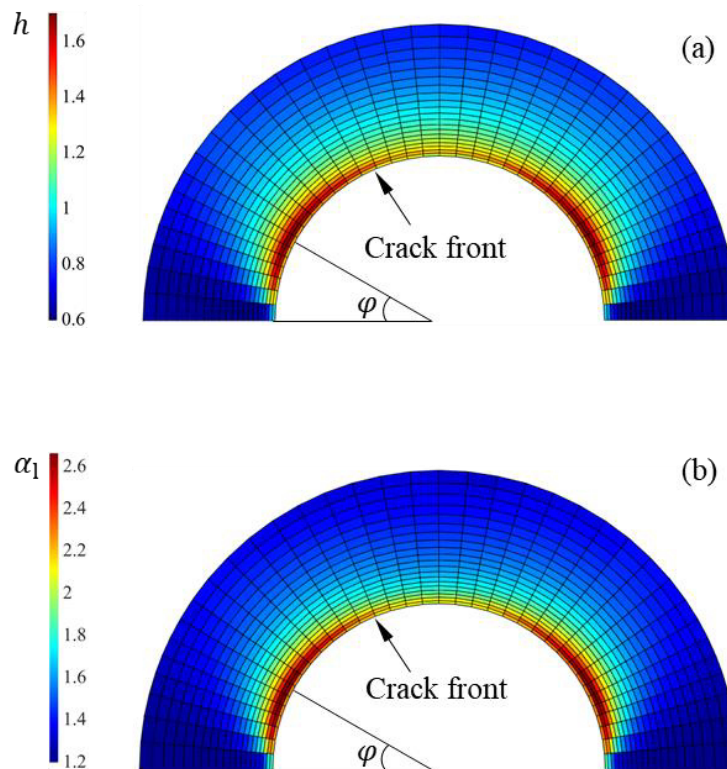 h
1.6
(a)
1.4
1.2
1
Crack front
0.8
φ
0.6
α₁
2.6
(b)
2.4
2.2
2
1.8
Crack front
1.6
1.4
φ
1.2